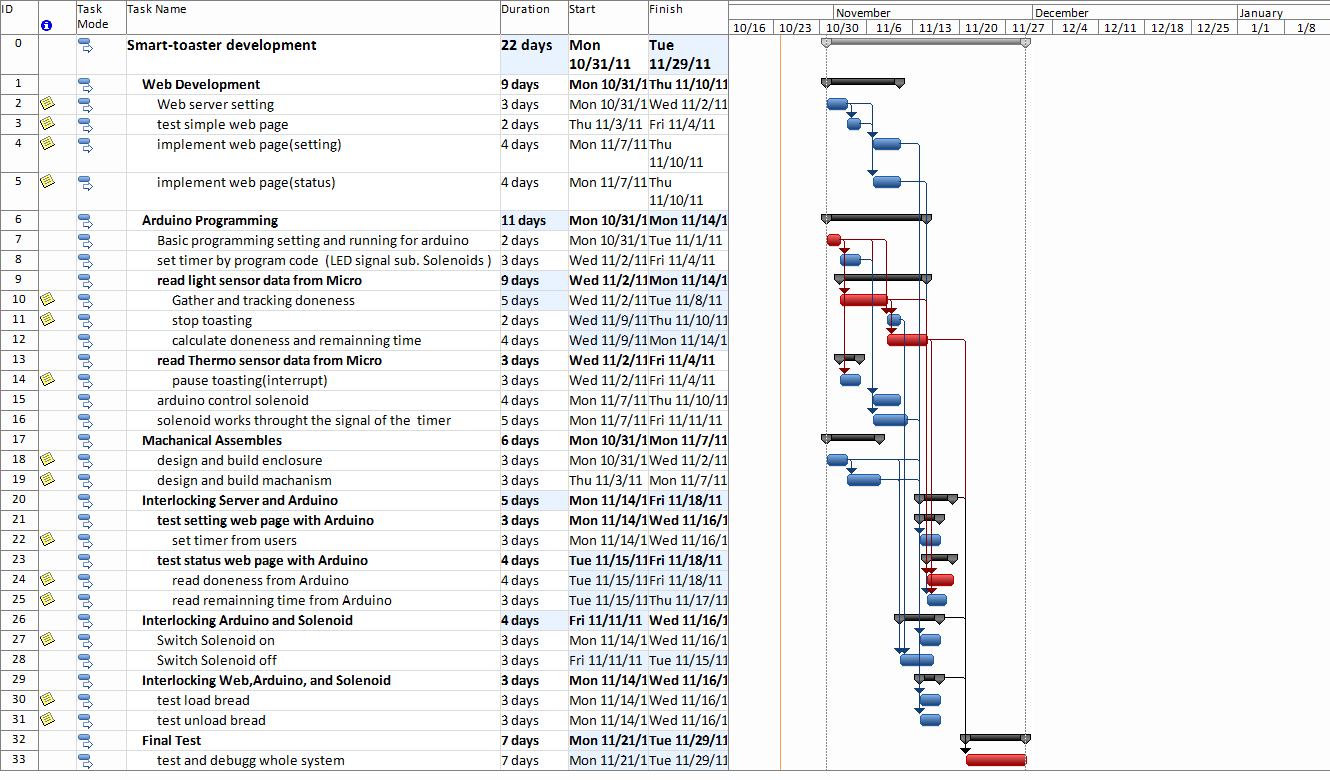 ID Task Mode Task Name Duration Start Finish November December January
10/16 10/23 10/30 11/6 11/13 11/20 11/27 12/4 12/11 12/18 12/25 1/1 1/8
0 Smart-toaster development 22 days Mon 10/31/11 Tue 11/29/11
1 Web Development 9 days Mon 10/31/1 Thu 11/10/11
2 Web server setting 3 days Mon 10/31/1 Wed 11/2/11
3 test simple web page 2 days Thu 11/3/11 Fri 11/4/11
4 implement web page(setting) 4 days Mon 11/7/11 Thu 11/10/11
5 implement web page(status) 4 days Mon 11/7/11 Thu 11/10/11
6 Arduino Programming 11 days Mon 10/31/1 Mon 11/14/1
7 Basic programming setting and running for arduino 2 days Mon 10/31/1 Tue 11/1/11
8 set timer by program code (LED signal sub. Solenoids ) 3 days Wed 11/2/11 Fri 11/4/11
9 read light sensor data from Micro 9 days Wed 11/2/11 Mon 11/14/1
10 Gather and tracking doneness 5 days Wed 11/2/11 Tue 11/8/11
11 stop toasting 2 days Wed 11/9/11 Thu 11/10/11
12 calculate doneness and remainning time 4 days Wed 11/9/11 Mon 11/14/1
13 read Thermo sensor data from Micro 3 days Wed 11/2/11 Fri 11/4/11
14 pause toasting(interrupt) 3 days Wed 11/2/11 Fri 11/4/11
15 arduino control solenoid 4 days Mon 11/7/11 Thu 11/10/11
16 solenoid works throught the signal of the timer 5 days Mon 11/7/11 Fri 11/11/11
17 Machanical Assembles 6 days Mon 10/31/1 Mon 11/7/11
18 design and build enclosure 3 days Mon 10/31/1 Wed 11/2/11
19 design and build machanism 3 days Thu 11/3/11 Mon 11/7/11
20 Interlocking Server and Arduino 5 days Mon 11/14/1 Fri 11/18/11
21 test setting web page with Arduino 3 days Mon 11/14/1 Wed 11/16/1
22 set timer from users 3 days Mon 11/14/1 Wed 11/16/1
23 test status web page with Arduino 4 days Tue 11/15/11 Fri 11/18/11
24 read doneness from Arduino 4 days Tue 11/15/11 Fri 11/18/11
25 read remainning time from Arduino 3 days Tue 11/15/11 Thu 11/17/11
26 Interlocking Arduino and Solenoid 4 days Fri 11/11/11 Wed 11/16/1
27 Switch Solenoid on 3 days Mon 11/14/1 Wed 11/16/1
28 Switch Solenoid off 3 days Fri 11/11/11 Tue 11/15/11
29 Interlocking Web,Arduino, and Solenoid 3 days Mon 11/14/1 Wed 11/16/1
30 test load bread 3 days Mon 11/14/1 Wed 11/16/1
31 test unload bread 3 days Mon 11/14/1 Wed 11/16/1
32 Final Test 7 days Mon 11/21/1 Tue 11/29/11
33 test and debugg whole system 7 days Mon 11/21/1 Tue 11/29/11